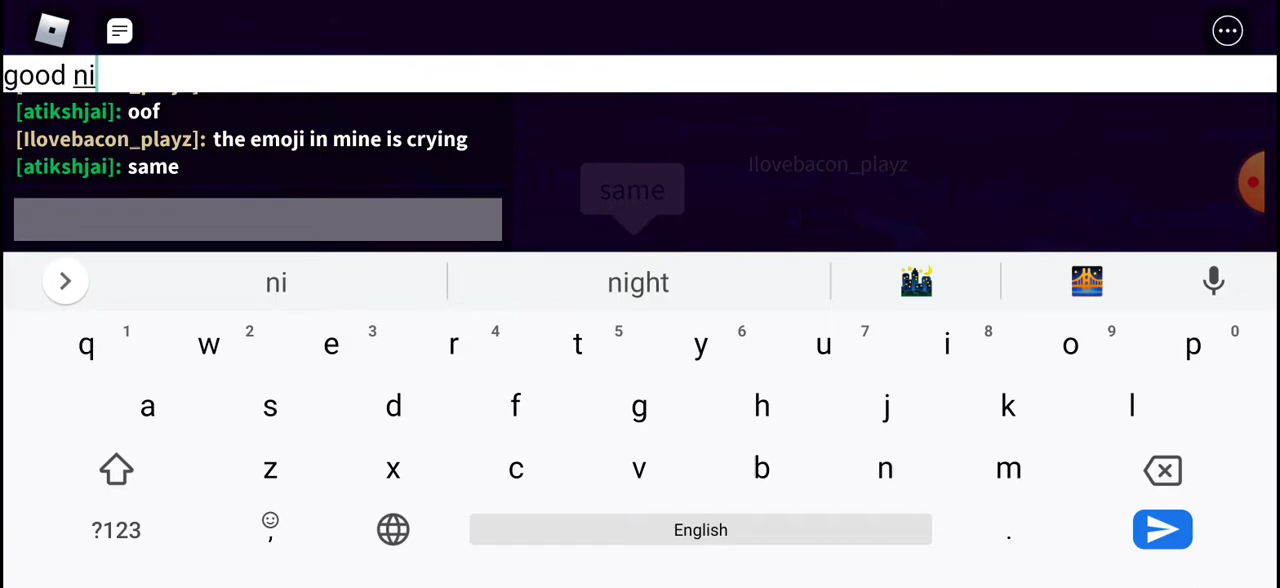 good ni
[atikshjai]: oof
[Ilovebacon_playz]: the emoji in mine is crying
[atikshjai]: same
Ilovebacon_playz
same
ni night
1 2 3 4 5 6 7 8 9 0
q w e r t y u i o p
a s d f g h j k l
z x c v b n m
?123 , English .